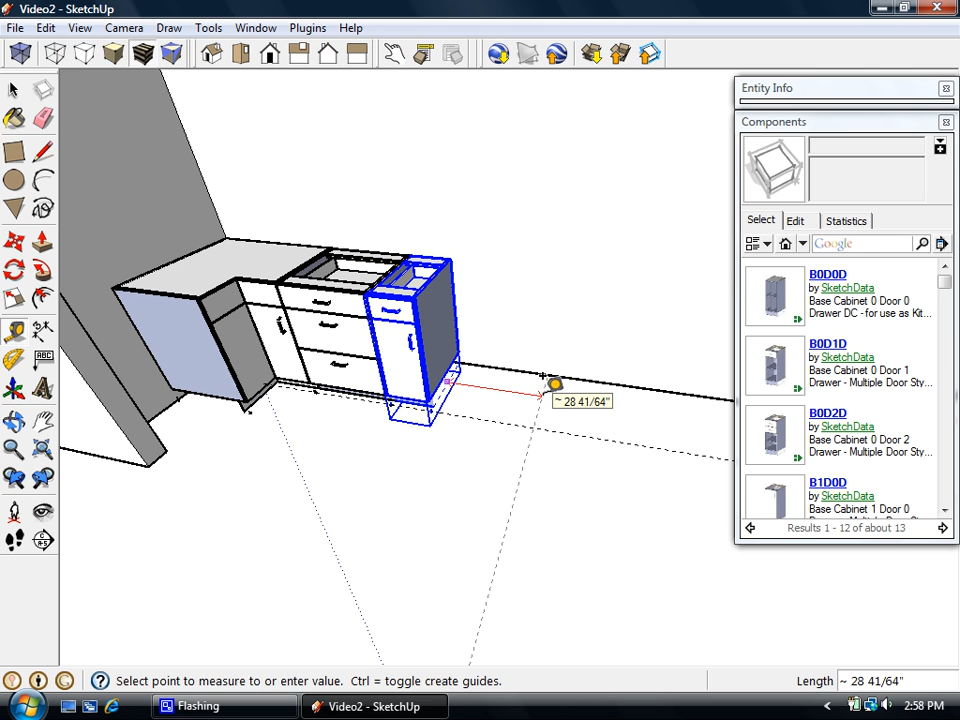 Video2 - SketchUp
File Edit View Camera Draw Tools Window Plugins Help
Entity Info
Components
Select Edit Statistics
Google
B0D0D
by SketchData
Base Cabinet 0 Door 0
Drawer DC - for use as Kit...
B0D1D
by SketchData
Base Cabinet 0 Door 1
Drawer - Multiple Door Sty...
B0D2D
by SketchData
Base Cabinet 0 Door 2
Drawer - Multiple Door Sty...
B1D0D
by SketchData
Base Cabinet 1 Door 0
Results 1 - 12 of about 13
~ 28 41/64"
ABC
Select point to measure to or enter value. Ctrl = toggle create guides.
Length ~ 28 41/64"
Flashing
Video2 - SketchUp
2:58 PM